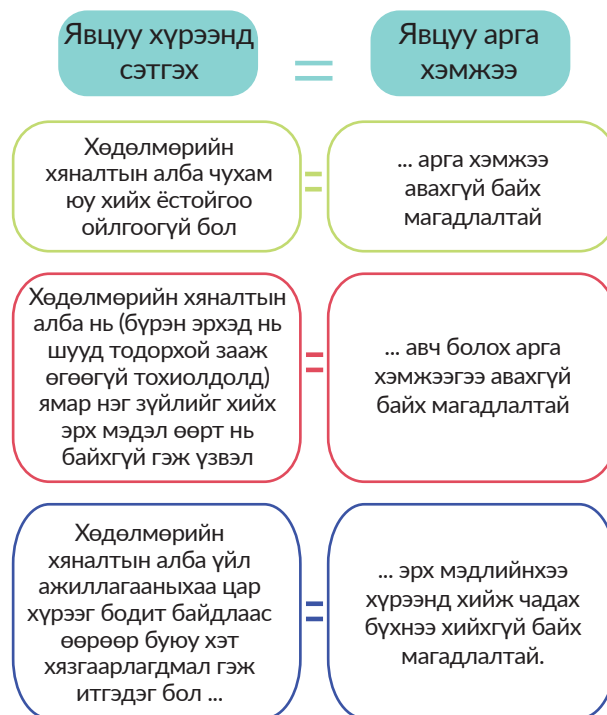 Явцуу хүрээнд
сэтгэх
=
Явцуу арга
хэмжээ
Хөдөлмөрийн
хяналтын алба чухам
юу хийх ёстойгоо
ойлгоогүй бол
=
... арга хэмжээ
авахгүй байх
магадлалтай
Хөдөлмөрийн хяналтын
алба нь (бүрэн эрхэд нь
шууд тодорхой зааж
өгөөгүй тохиолдолд)
ямар нэг зүйлийг хийх
эрх мэдэл өөрт нь
байхгүй гэж үзвэл
=
... авч болох арга
хэмжээгээ авахгүй
байх магадлалтай
Хөдөлмөрийн
хяналтын алба үйл
ажиллагааныхаа цар
хүрээг бодит байдлаас
өөрөөр буюу хэт
хязгаарлагдмал гэж
итгэдэг бол ...
=
... эрх мэдлийнхээ
хүрээнд хийж чадах
бүхнээ хийхгүй байх
магадлалтай.